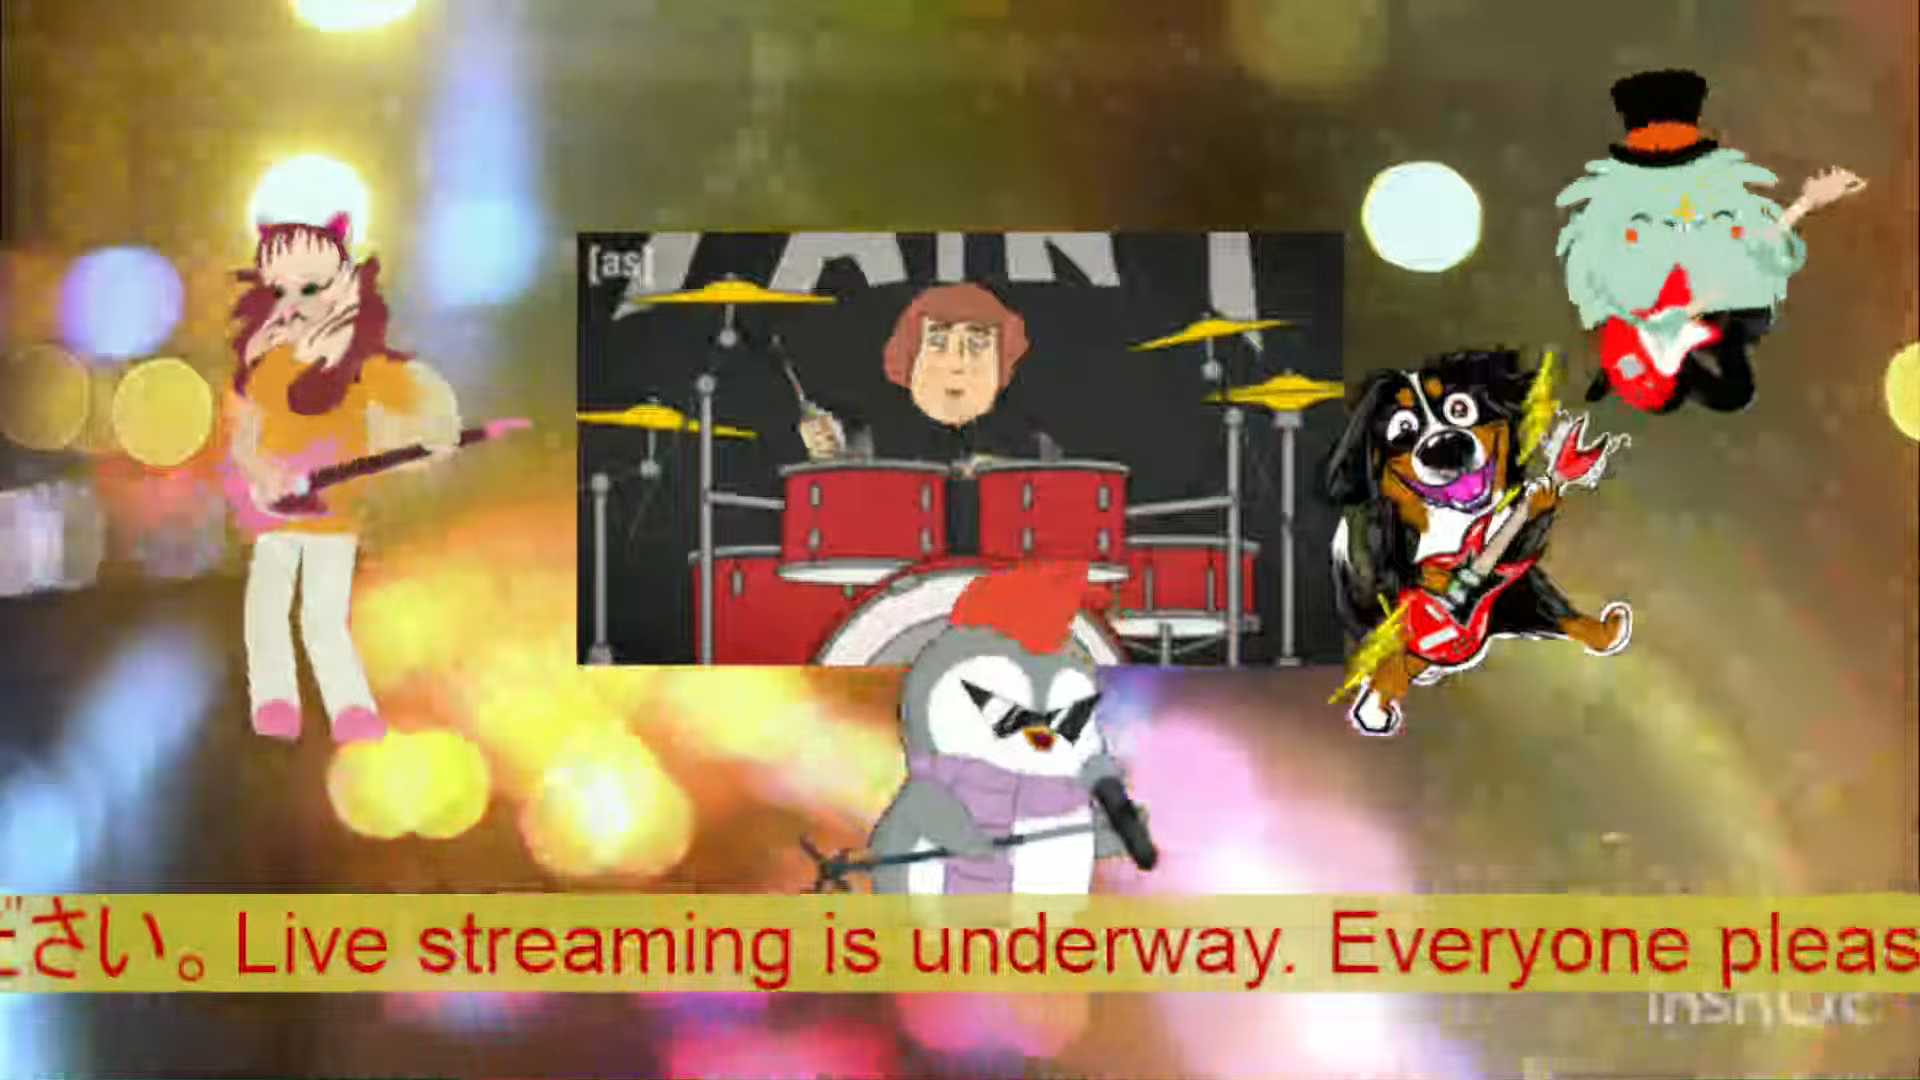 [as]
ださい。Live streaming is underway. Everyone pleas